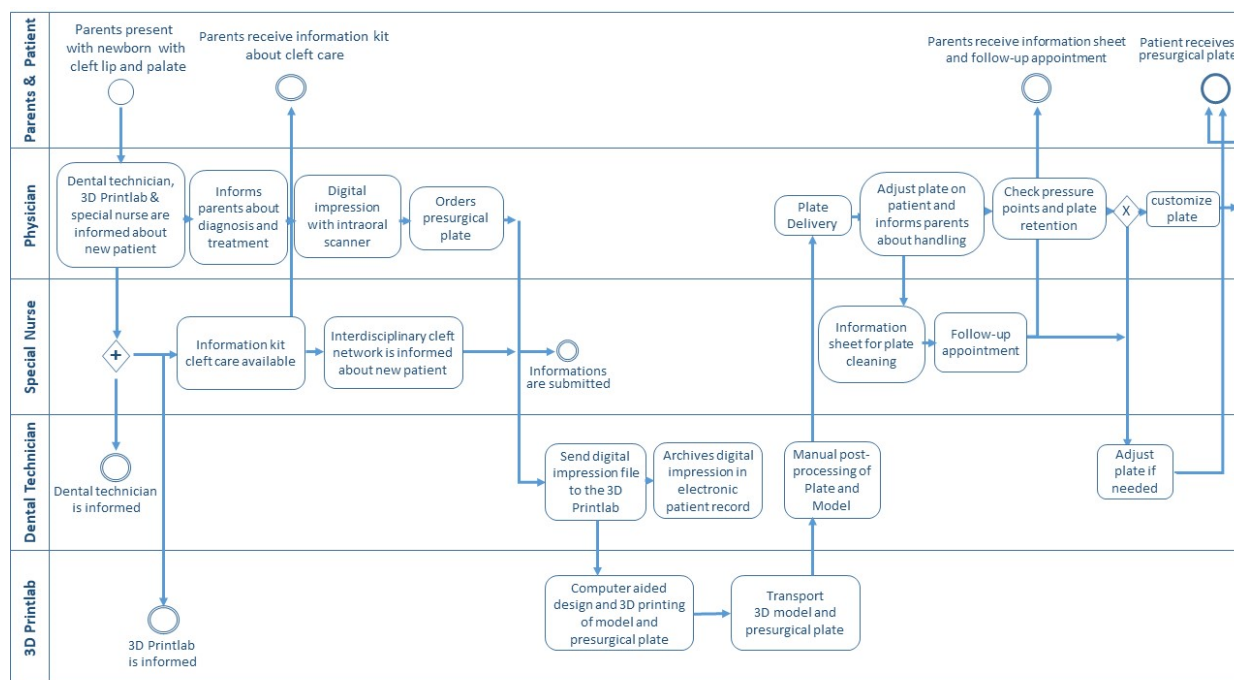 Parents & Patient
Parents present
with newborn with
cleft lip and palate
Parents receive information kit
about cleft care
Parents receive information sheet
and follow-up appointment
Patient receives
presurgical plate
Physician
Dental technician,
3D Printlab &
special nurse are
informed about
new patient
Informs
parents about
diagnosis and
treatment
Digital
impression
with intraoral
scanner
Orders
presurgical
plate
Plate
Delivery
Adjust plate on
patient and
informs parents
about handling
Check pressure
points and plate
retention
X
customize
plate
Special Nurse
+
Information kit
cleft care available
Interdisciplinary cleft
network is informed
about new patient
Informations
are submitted
Information
sheet for plate
cleaning
Follow-up
appointment
Dental Technician
Dental technician
is informed
Send digital
impression file
to the 3D
Printlab
Archives digital
impression in
electronic
patient record
Manual post-
processing of
Plate and
Model
Adjust
plate if
needed
3D Printlab
3D Printlab
is informed
Computer aided
design and 3D printing
of model and
presurgical plate
Transport
3D model and
presurgical plate